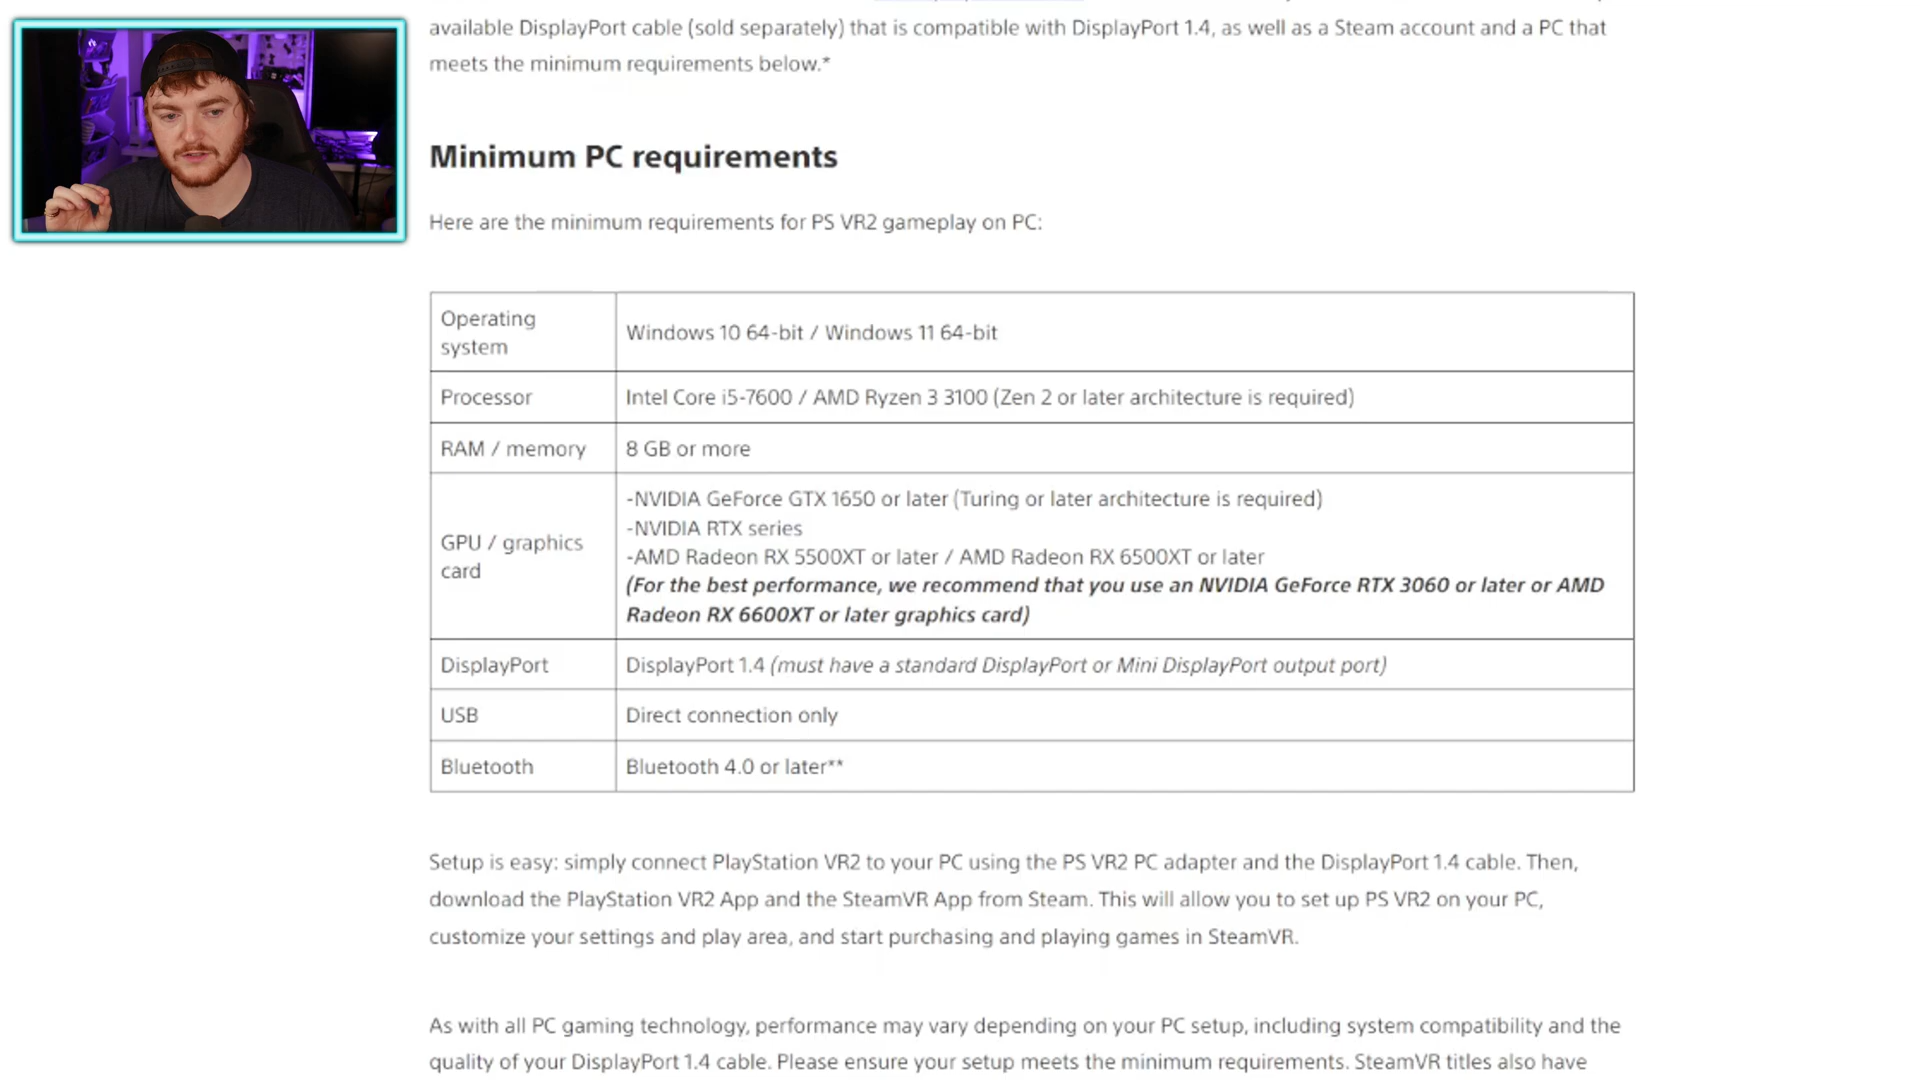 available DisplayPort cable (sold separately) that is compatible with DisplayPort 1.4, as well as a Steam account and a PC that
meets the minimum requirements below.*
Minimum PC requirements
Here are the minimum requirements for PS VR2 gameplay on PC:
Operating
system
Windows 10 64-bit / Windows 11 64-bit
Processor
Intel Core i5-7600 / AMD Ryzen 3 3100 (Zen 2 or later architecture is required)
RAM / memory
8 GB or more
GPU / graphics
card
-NVIDIA GeForce GTX 1650 or later (Turing or later architecture is required)
-NVIDIA RTX series
-AMD Radeon RX 5500XT or later / AMD Radeon RX 6500XT or later
(For the best performance, we recommend that you use an NVIDIA GeForce RTX 3060 or later or AMD
Radeon RX 6600XT or later graphics card)
DisplayPort
DisplayPort 1.4 (must have a standard DisplayPort or Mini DisplayPort output port)
USB
Direct connection only
Bluetooth
Bluetooth 4.0 or later**
Setup is easy: simply connect PlayStation VR2 to your PC using the PS VR2 PC adapter and the DisplayPort 1.4 cable. Then,
download the PlayStation VR2 App and the SteamVR App from Steam. This will allow you to set up PS VR2 on your PC,
customize your settings and play area, and start purchasing and playing games in SteamVR.
As with all PC gaming technology, performance may vary depending on your PC setup, including system compatibility and the
quality of your DisplayPort 1.4 cable. Please ensure your setup meets the minimum requirements. SteamVR titles also have